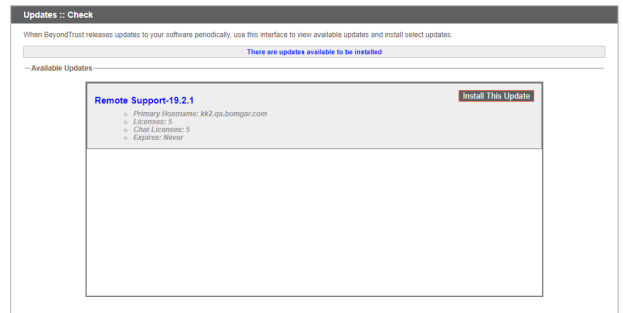 Updates :: Check
When BeyondTrust releases updates to your software periodically, use this interface to view available updates and install select updates.
There are updates available to be installed
Available Updates
Remote Support-19.2.1
Install This Update
Primary Hostname: kk2.qa.bomgar.com
Licenses: 5
Chat Licenses: 5
Expires: Never